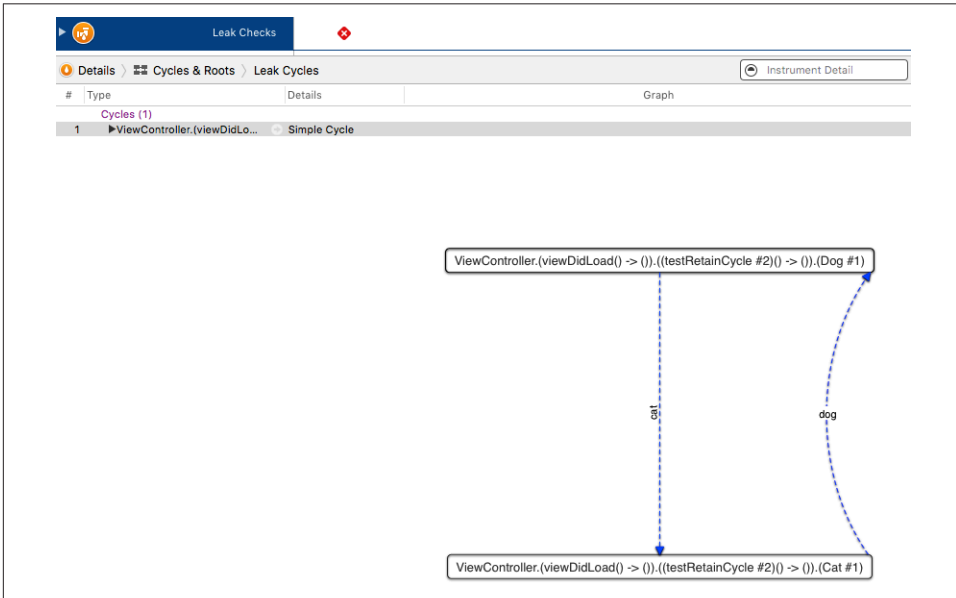 Leak Checks
Details Cycles & Roots Leak Cycles
Instrument Detail
# Type Details Graph
Cycles (1)
1 ViewController.(viewDidLo... Simple Cycle
ViewController.(viewDidLoad() -> ()).((testRetainCycle #2)() -> ()).(Dog #1)
cat
dog
ViewController.(viewDidLoad() -> ()).((testRetainCycle #2)() -> ()).(Cat #1)